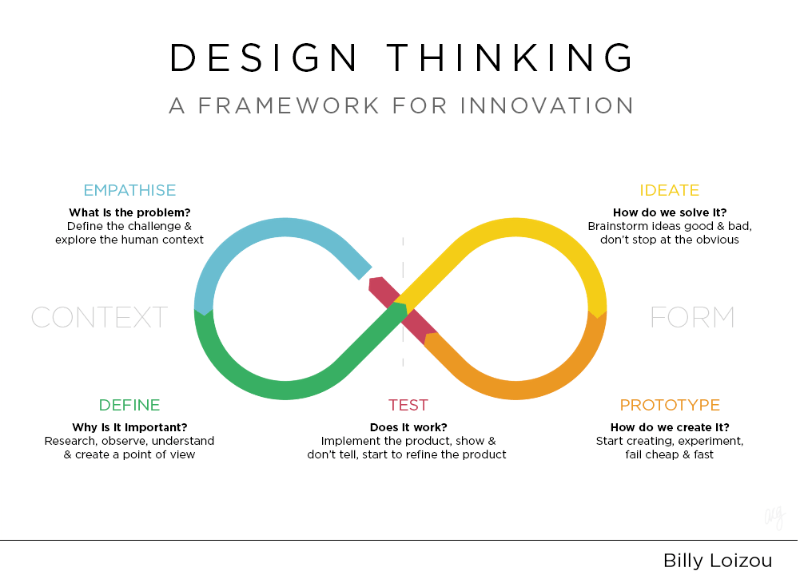 DESIGN THINKING
A FRAMEWORK FOR INNOVATION
EMPATHISE
What is the problem?
Define the challenge &
explore the human context
IDEATE
How do we solve it?
Brainstorm ideas good & bad,
don't stop at the obvious
CONTEXT
FORM
DEFINE
Why is it important?
Research, observe, understand
& create a point of view
TEST
Does it work?
Implement the product, show &
don't tell, start to refine the product
PROTOTYPE
How do we create it?
Start creating, experiment,
fail cheap & fast
Billy Loizou